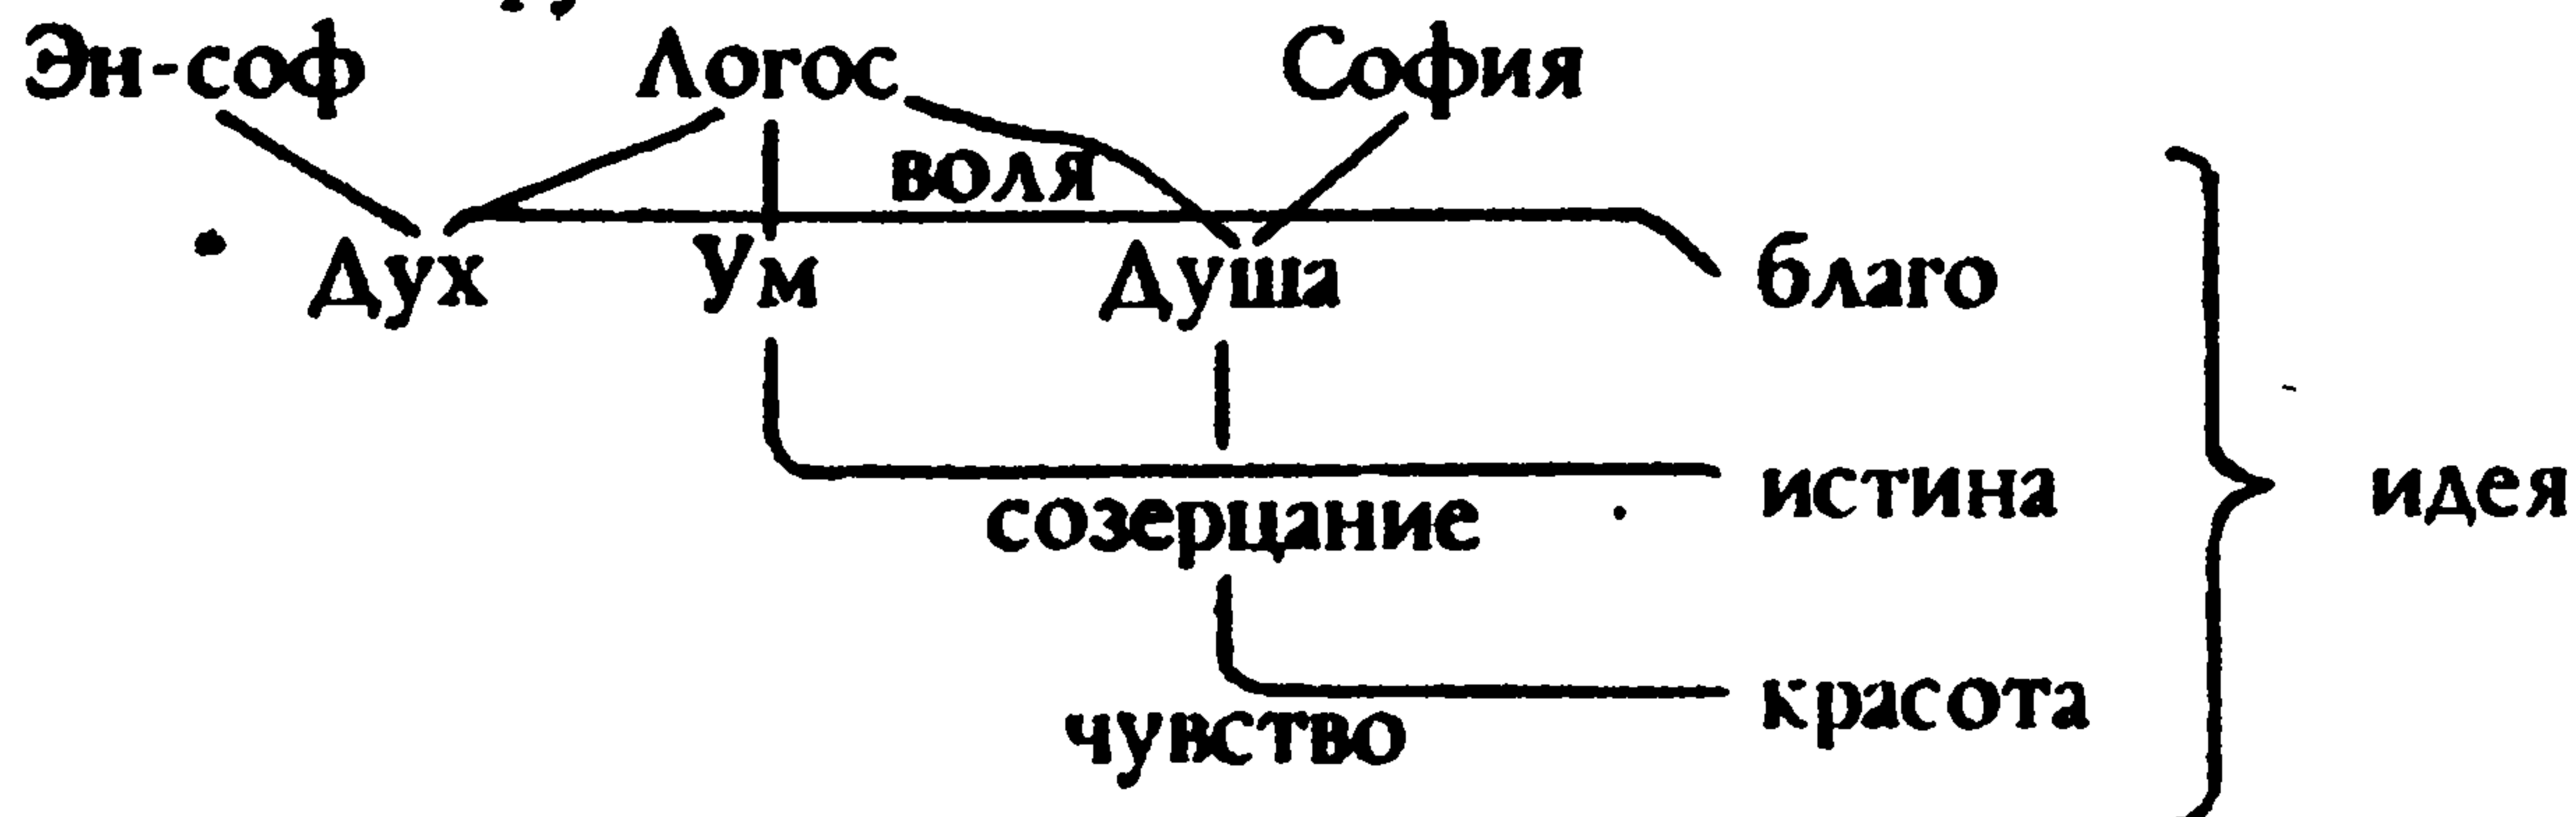 Эн-соф Логос София
воля
Дух Ум Душа благо
истина идея
созерцание
красота
чувство